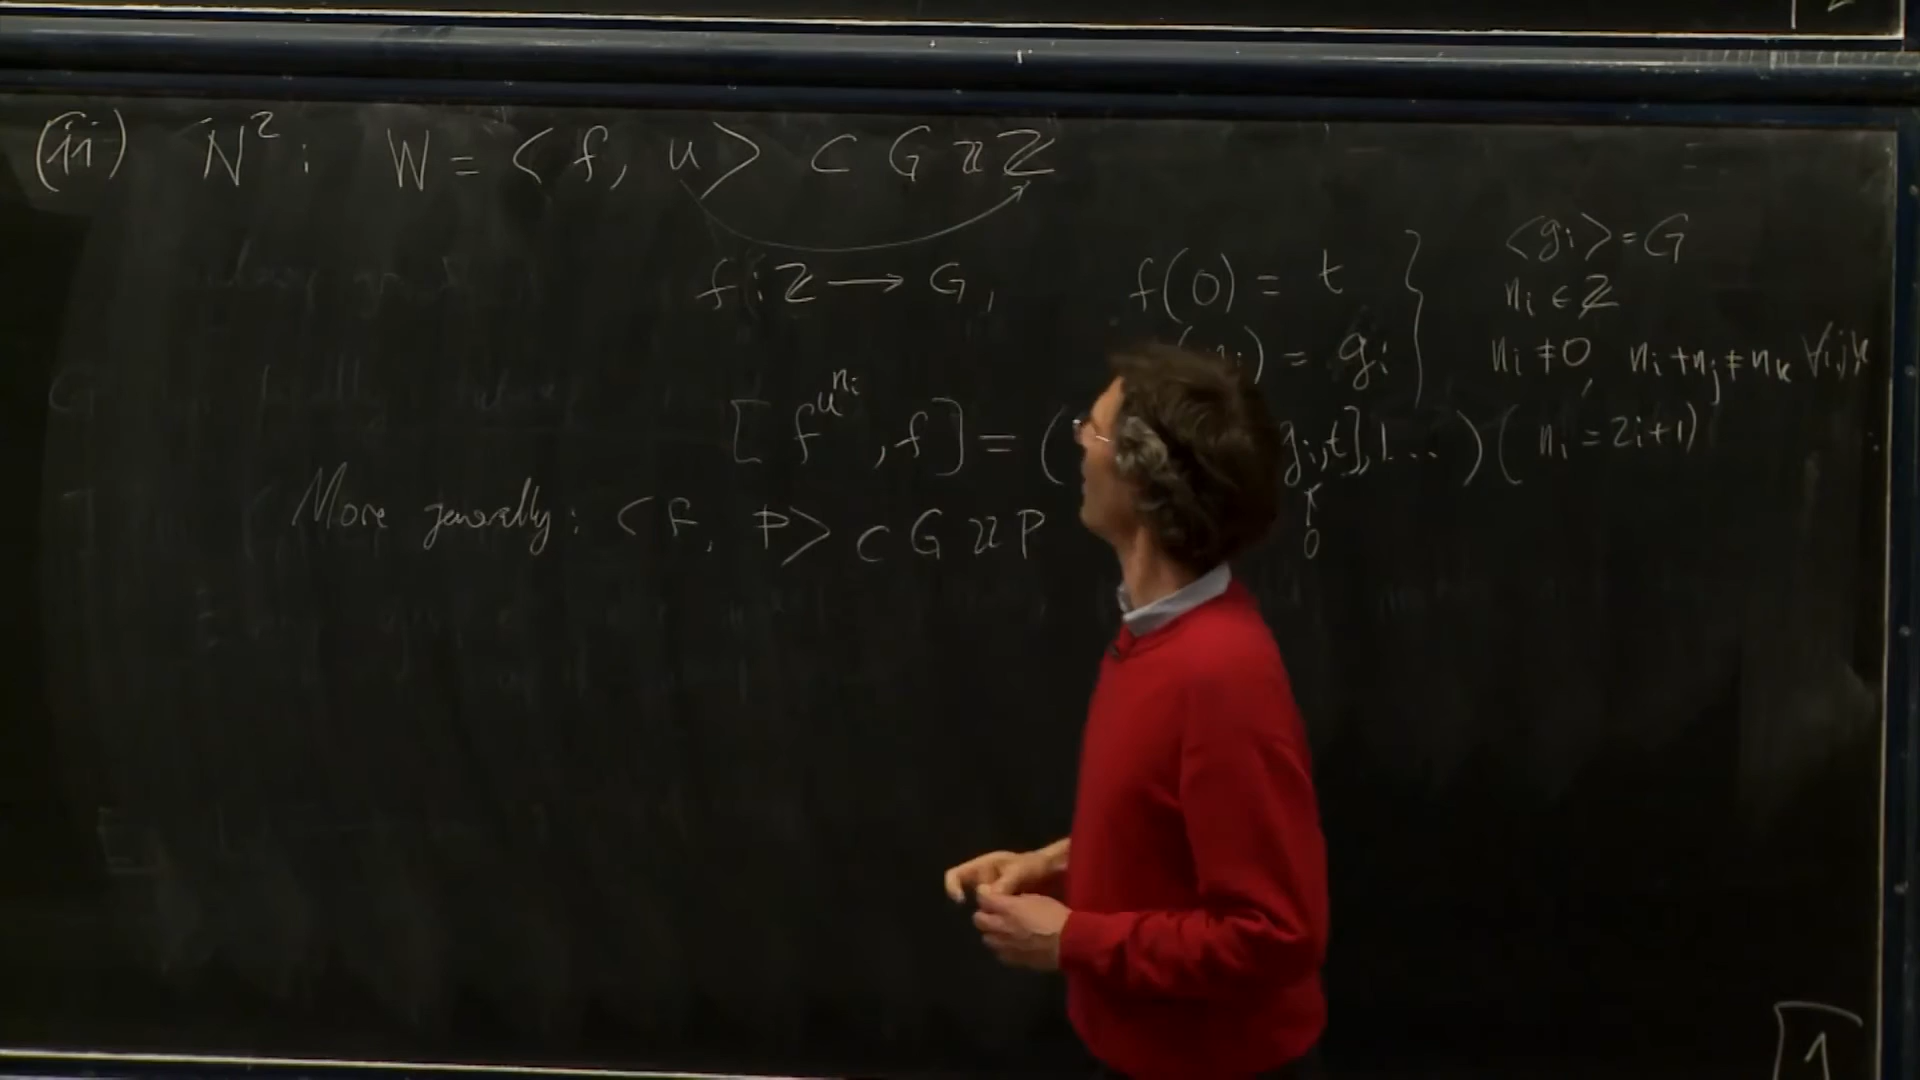 (ii) N²: W = <f, u> ⊂ G ≀≀ ℤ
f: ℤ → G, f(0) = t } <gᵢ> = G
nᵢ ∈ ℤ
) = gᵢ nᵢ ≠ 0, nᵢ + nⱼ ≠ nₖ ∀i,j,k
[f^{u^{nᵢ}}, f] = ( gᵢ,t],1...) (nᵢ = 2i+1)
More generally: <F, P> ⊂ G ≀≀ P
↑
0
1